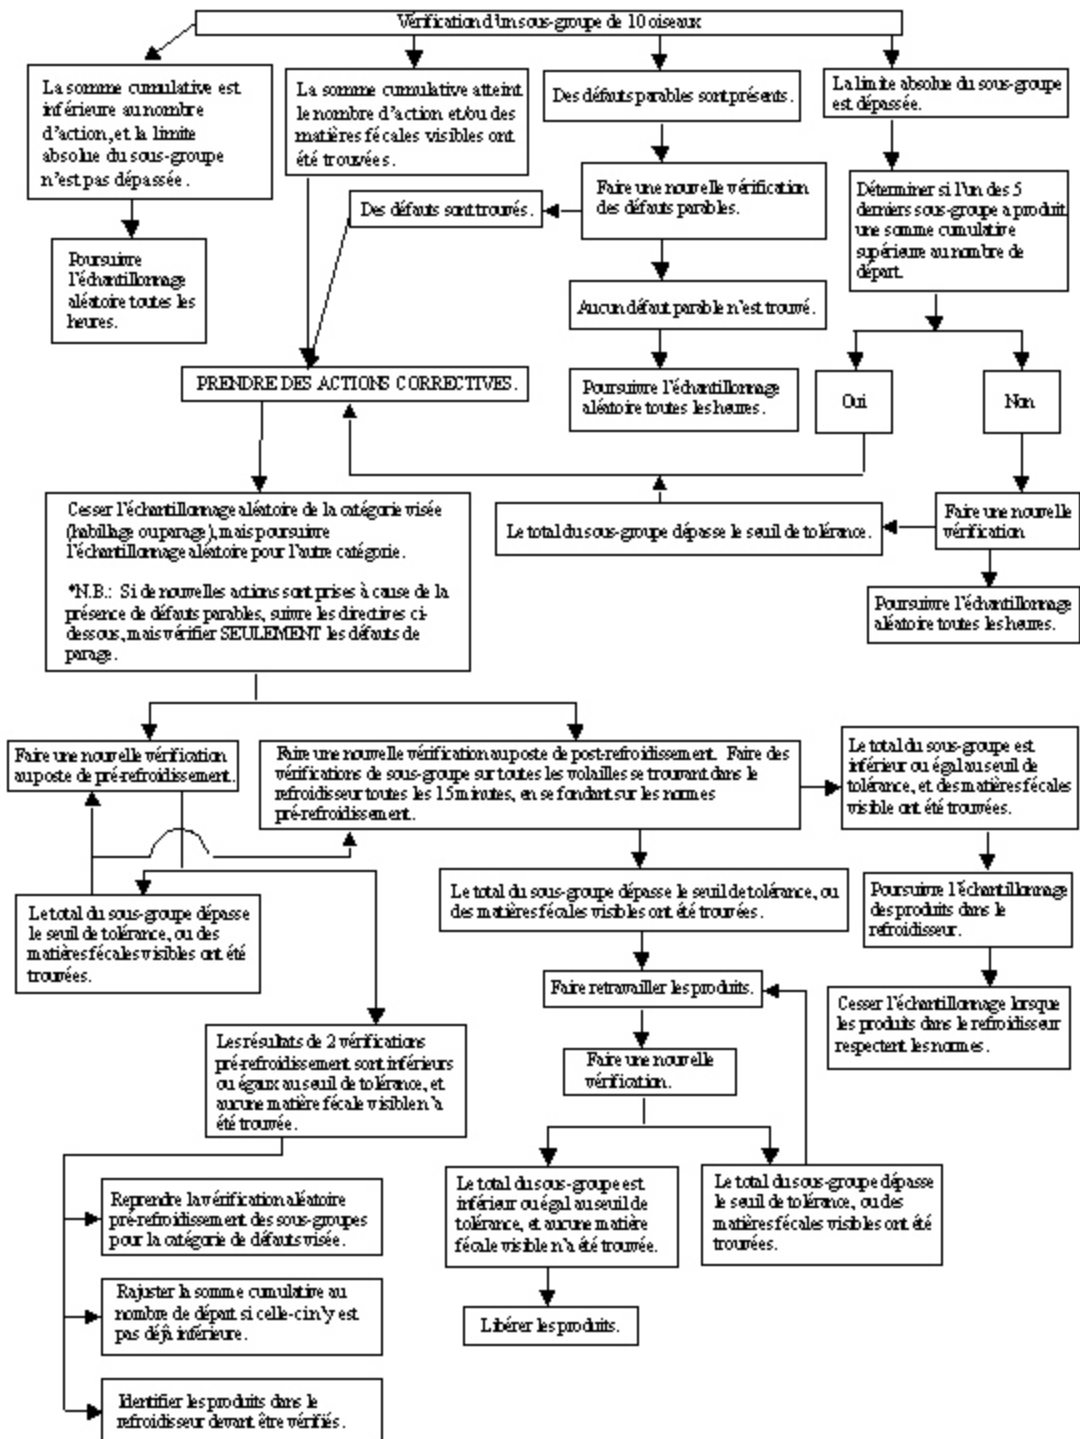 Vérification d'un sous-groupe de 10 oiseaux
La somme cumulative est
inférieure au nombre
d'action, et la limite
absolue du sous-groupe
n'est pas dépassée.
La somme cumulative atteint
le nombre d'action et/ou des
matières fécales visibles ont
été trouvées.
Des défauts parables sont présents.
La limite absolue du sous-groupe
est dépassée.
Poursuivre
l'échantillonnage
aléatoire toutes les
heures.
Des défauts sont trouvés.
Faire une nouvelle vérification
des défauts parables.
Déterminer si l'un des 5
derniers sous-groupe a produit
une somme cumulative
supérieure au nombre de
départ.
Aucun défaut parable n'est trouvé.
PRENDRE DES ACTIONS CORRECTIVES.
Poursuivre l'échantillonnage
aléatoire toutes les heures.
Oui
Non
Cesser l'échantillonnage aléatoire de la catégorie visée
(habillage ou parage), mais poursuivre
l'échantillonnage aléatoire pour l'autre catégorie.
*N.B.: Si de nouvelles actions sont prises à cause de la
présence de défauts parables, suivre les directives ci-
dessous, mais vérifier SEULEMENT les défauts de
parage.
Le total du sous-groupe dépasse le seuil de tolérance.
Faire une nouvelle
vérification
Poursuivre l'échantillonnage
aléatoire toutes les heures.
Faire une nouvelle vérification
au poste de pré-refroidissement.
Faire une nouvelle vérification au poste de post-refroidissement. Faire des
vérifications de sous-groupe sur toutes les volailles se trouvant dans le
refroidisseur toutes les 15 minutes, en se fondant sur les normes
pré-refroidissement.
Le total du sous-groupe est
inférieur ou égal au seuil de
tolérance, et des matières fécales
visible ont été trouvées.
Le total du sous-groupe dépasse
le seuil de tolérance, ou des
matières fécales visibles ont été
trouvées.
Le total du sous-groupe dépasse le seuil de tolérance, ou
des matières fécales visibles ont été trouvées.
Poursuivre l'échantillonnage
des produits dans le
refroidisseur.
Faire retravailler les produits.
Cesser l'échantillonnage lorsque
les produits dans le refroidisseur
respectent les normes.
Les résultats de 2 vérifications
pré-refroidissement sont inférieurs
ou égaux au seuil de tolérance, et
aucune matière fécale visible n'a
été trouvée.
Faire une nouvelle
vérification.
Le total du sous-groupe est
inférieur ou égal au seuil de
tolérance, et aucune matière
fécale visible n'a été trouvée.
Le total du sous-groupe dépasse
le seuil de tolérance, ou des
matières fécales visibles ont été
trouvées.
Reprendre la vérification aléatoire
pré-refroidissement des sous-groupes
pour la catégorie de défauts visée.
Rajuster la somme cumulative au
nombre de départ si celle-ci n'y est
pas déjà inférieure.
Libérer les produits.
Identifier les produits dans le
refroidisseur devant être vérifiés.